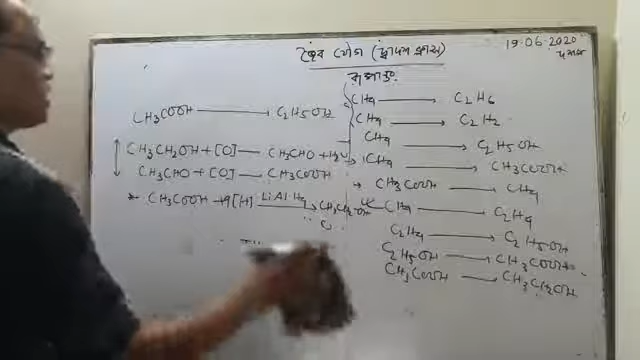 জৈব যৌগ (দ্বাদশ ক্লাস)
19.06.2020
CH3COOH → C2H5OH
CH3CH2OH + [O] — CH3CHO + H2O
CH3CHO + [O] — CH3COOH
* CH3COOH + 4[H] LiAlH4 → CH3CH2OH
CH4 → C2H6
CH4 → C2H2
CH4 → C2H5OH
CH4 → CH3COOH
→ CH3COOH → CH4
CH4 — C2H4
C2H4 → C2H5OH
C2H5OH → CH3COOH
CH3COOH → CH3CH2OH